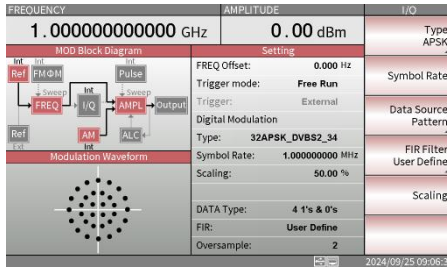 FREQUENCY
AMPLITUDE
I/Q
1.000000000000 GHz
0.00 dBm
MOD Block Diagram
Setting
Int
Ref
Int
FMΦM
Int
Pulse
Sweep
Int
Sweep
FREQ
I/Q
AMPL
Output
Ref
Ext
AM
Int
ALC
Modulation Waveform
FREQ Offset: 0.000 Hz
Trigger mode: Free Run
Trigger: External
Digital Modulation
Type: 32APSK_DVBS2_34
Symbol Rate: 1.000000000 MHz
Scaling: 50.00 %
DATA Type: 4 1's & 0's
FIR: User Define
Oversample: 2
Type
APSK
Symbol Rate
Data Source
Pattern
FIR Filter
User Define
Scaling
2024/09/25 09:06:3